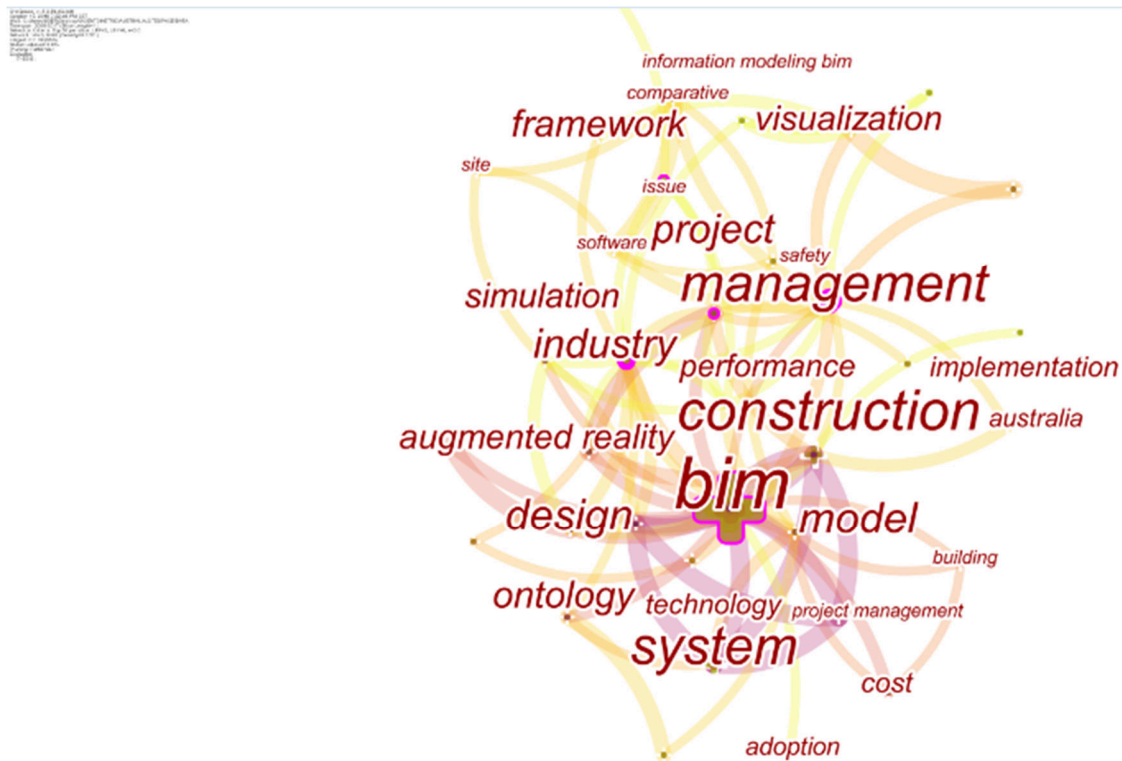 information modeling bim
comparative
framework
visualization
site
issue
project
software
safety
management
simulation
industry
performance
implementation
construction
australia
augmented reality
bim
design
model
building
ontology
technology
project management
system
cost
adoption